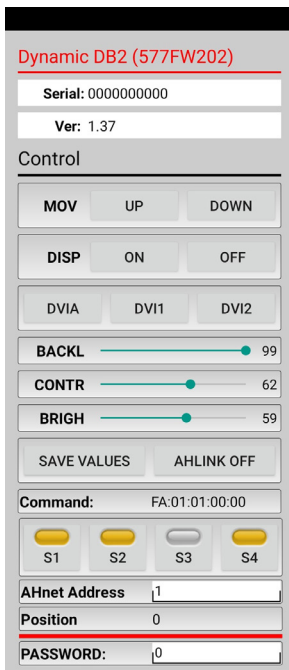 Dynamic DB2 (577FW202)
Serial: 0000000000
Ver: 1.37
Control
MOV UP DOWN
DISP ON OFF
DVIA DVI1 DVI2
BACKL 99
CONTR 62
BRIGH 59
SAVE VALUES AHLINK OFF
Command: FA:01:01:00:00
S1 S2 S3 S4
AHnet Address 1
Position 0
PASSWORD: 0